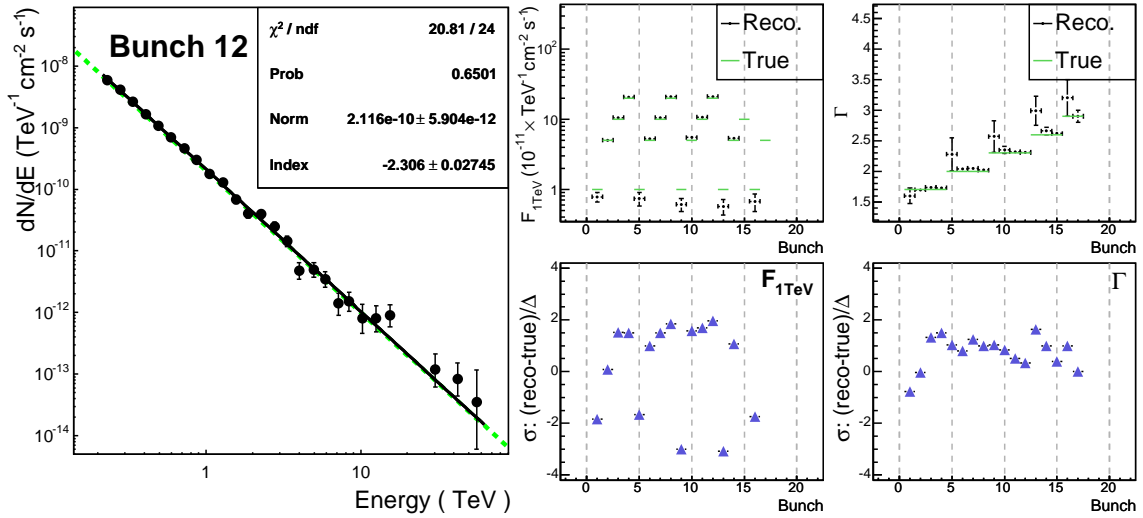 Bunch 12
χ² / ndf 20.81 / 24
Prob 0.6501
Norm 2.116e-10 ± 5.904e-12
Index -2.306 ± 0.02745
dN/dE (TeV⁻¹ cm⁻² s⁻¹)
10⁻⁸
10⁻⁹
10⁻¹⁰
10⁻¹¹
10⁻¹²
10⁻¹³
10⁻¹⁴
1 10
Energy ( TeV )
F1TeV (10⁻¹¹ × TeV⁻¹cm⁻² s⁻¹)
10²
10
1
Reco.
True
0 5 10 15 20
Bunch
Γ
4.5
4
3.5
3
2.5
2
1.5
Reco.
True
0 5 10 15 20
Bunch
σ: (reco-true)/Δ
4
2
0
-2
-4
F1TeV
0 5 10 15 20
Bunch
σ: (reco-true)/Δ
4
2
0
-2
-4
Γ
0 5 10 15 20
Bunch